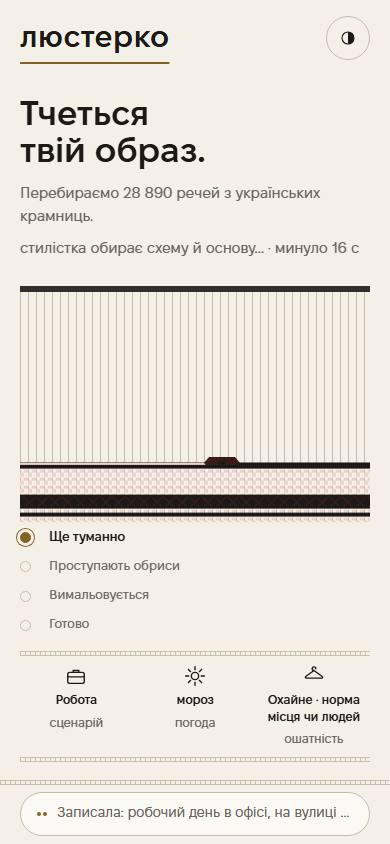 люстерко
Тчеться
твій образ.
Перебираємо 28 890 речей з українських
крамниць.
стилістка обирає схему й основу… · минуло 16 с
Ще туманно
Проступають обриси
Вимальовується
Готово
Робота
сценарій
мороз
погода
Охайне · норма
місця чи людей
ошатність
Записала: робочий день в офісі, на вулиці …